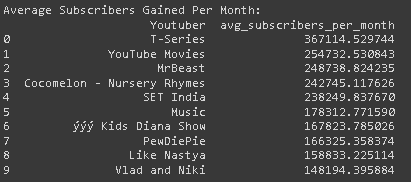 Average Subscribers Gained Per Month:
Youtuber avg_subscribers_per_month
0 T-Series 367114.529744
1 YouTube Movies 254732.530843
2 MrBeast 248738.824235
3 Cocomelon - Nursery Rhymes 242745.117626
4 SET India 238249.837670
5 Music 178312.771590
6 ýýý Kids Diana Show 167823.785026
7 PewDiePie 166325.358374
8 Like Nastya 158833.225114
9 Vlad and Niki 148194.395894